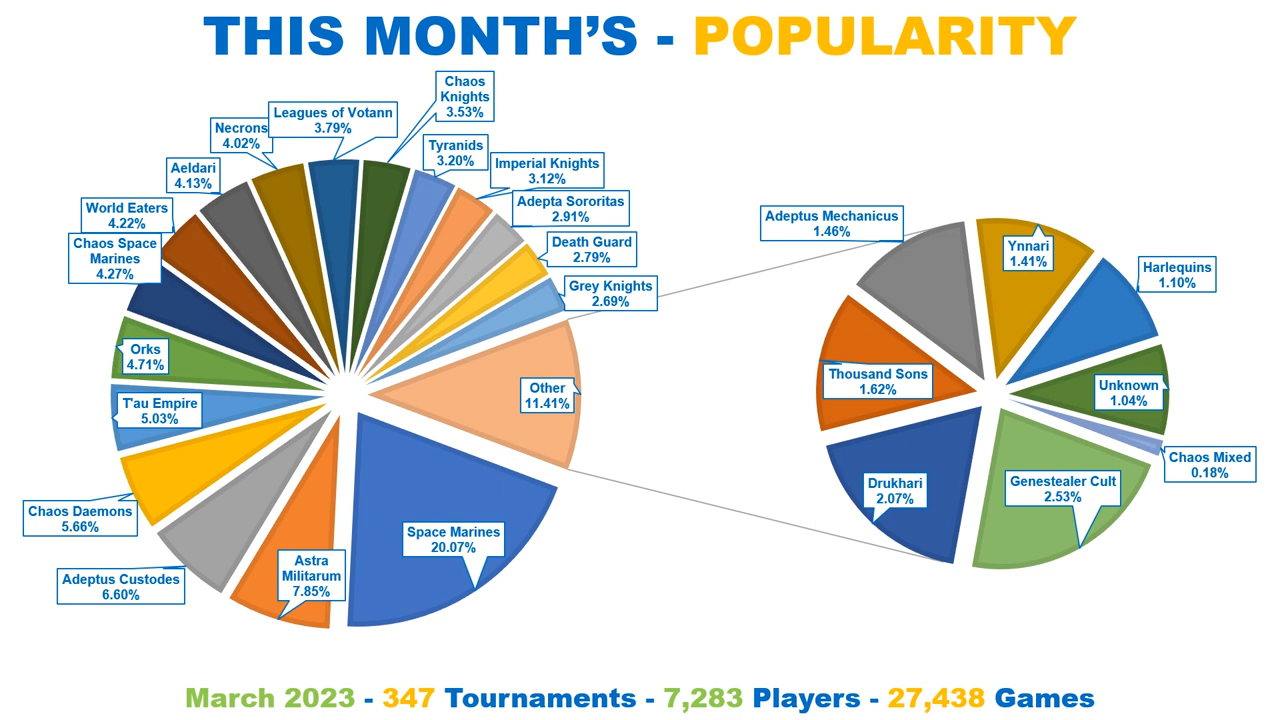 THIS MONTH’S - POPULARITY
Chaos
Knights
3.53%
Leagues of Votann
3.79%
Necrons
4.02%
Tyranids
3.20%
Imperial Knights
3.12%
Aeldari
4.13%
Adepta Sororitas
2.91%
World Eaters
4.22%
Death Guard
2.79%
Chaos Space
Marines
4.27%
Grey Knights
2.69%
Orks
4.71%
Other
11.41%
T'au Empire
5.03%
Chaos Daemons
5.66%
Space Marines
20.07%
Astra
Militarum
7.85%
Adeptus Custodes
6.60%
Adeptus Mechanicus
1.46%
Ynnari
1.41%
Harlequins
1.10%
Thousand Sons
1.62%
Unknown
1.04%
Chaos Mixed
0.18%
Drukhari
2.07%
Genestealer Cult
2.53%
March 2023 - 347 Tournaments - 7,283 Players - 27,438 Games